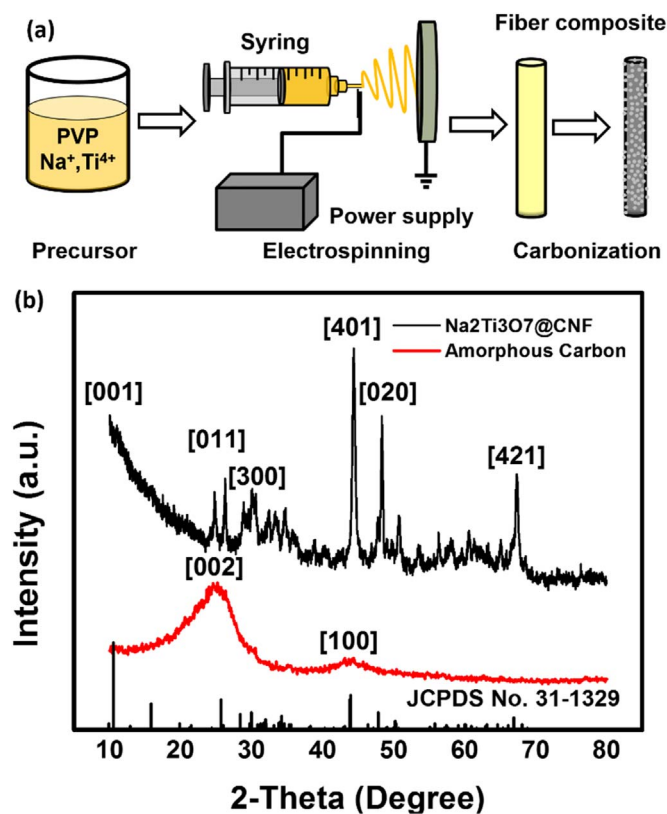 (a)
Syring
Fiber composite
PVP
Na⁺,Ti⁴⁺
Power supply
Precursor
Electrospinning
Carbonization
(b)
[401]
Na2Ti3O7@CNF
Amorphous Carbon
[001]
[020]
[011]
[300]
[421]
[002]
[100]
JCPDS No. 31-1329
Intensity (a.u.)
10 20 30 40 50 60 70 80
2-Theta (Degree)